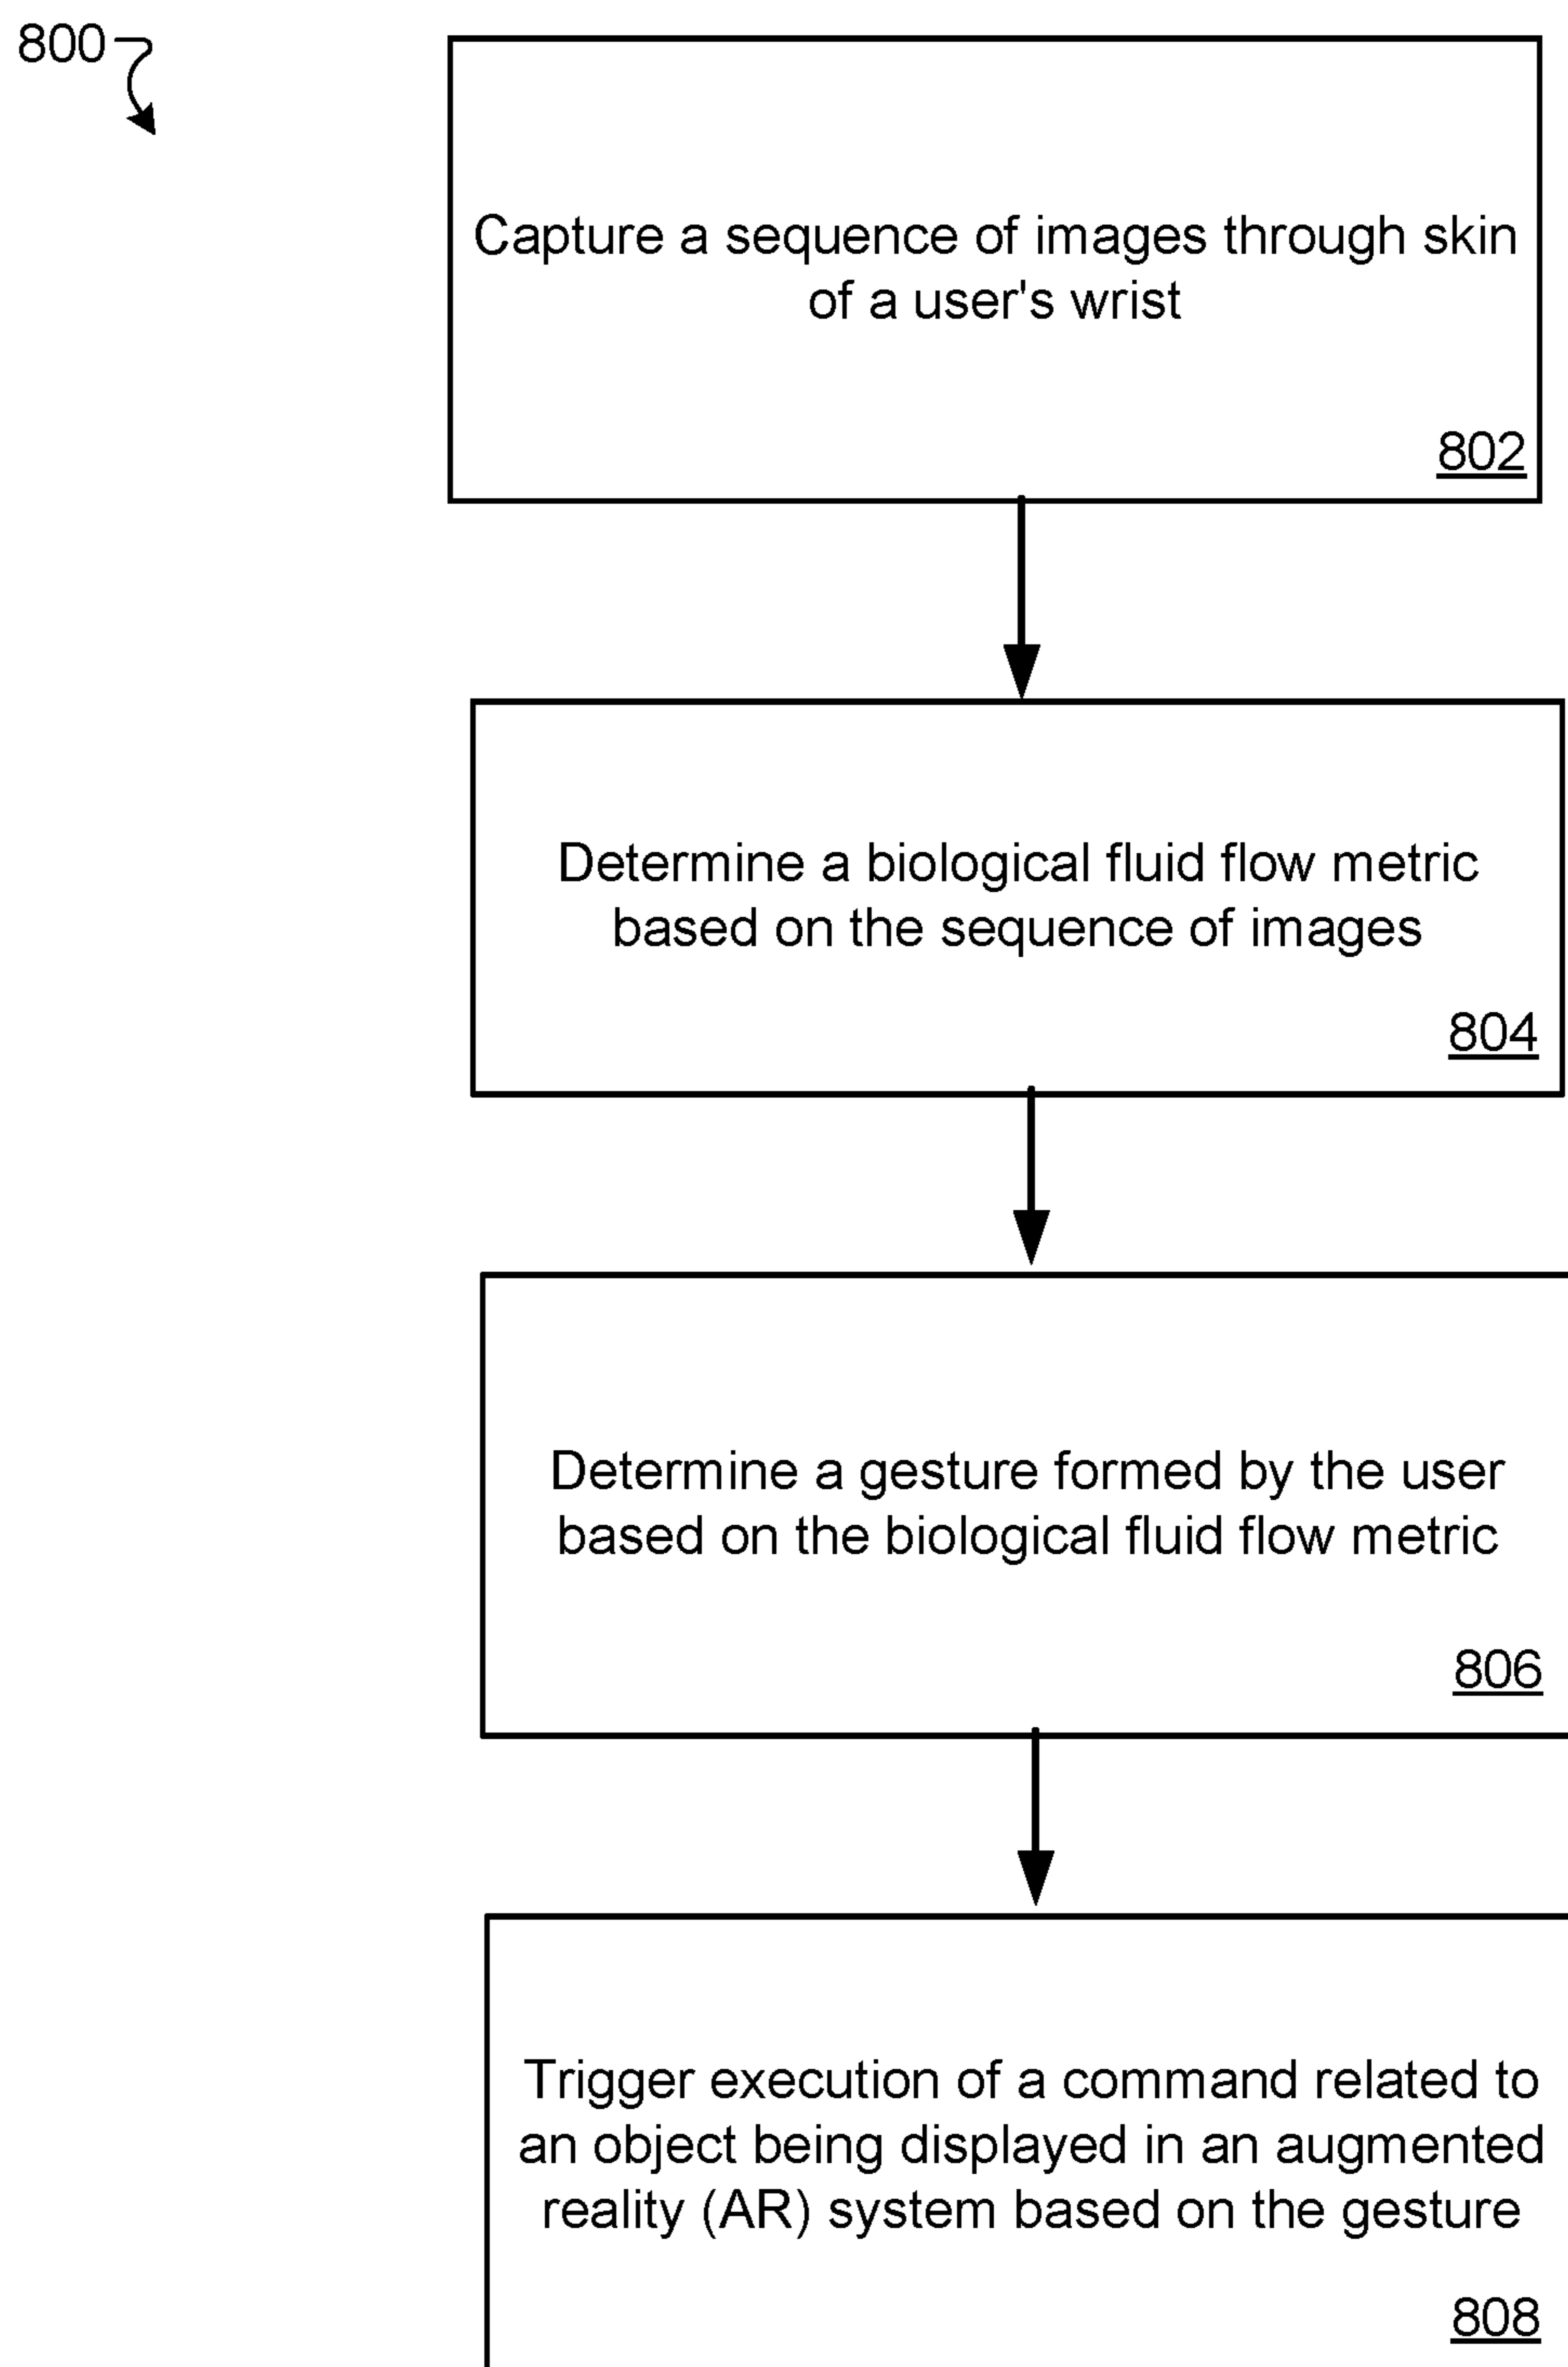 800
Capture a sequence of images through skin
of a user's wrist
802
Determine a biological fluid flow metric
based on the sequence of images
804
Determine a gesture formed by the user
based on the biological fluid flow metric
806
Trigger execution of a command related to
an object being displayed in an augmented
reality (AR) system based on the gesture
808